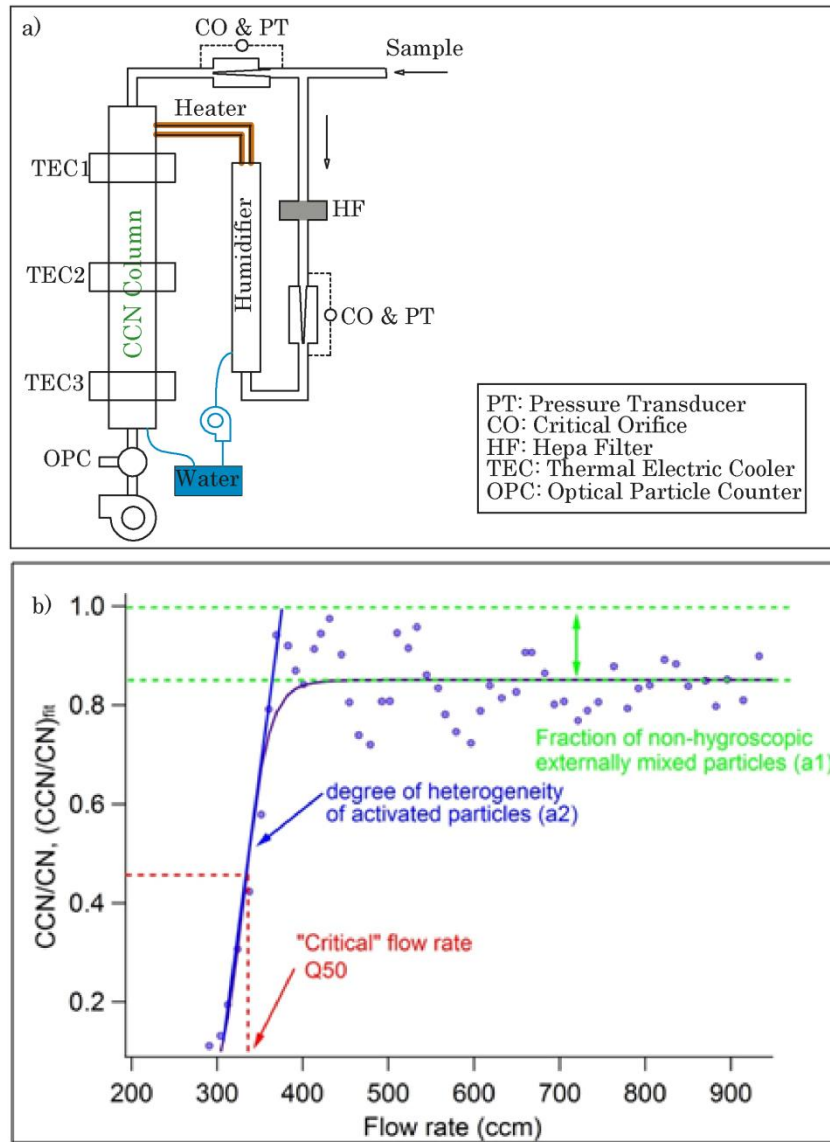 a)
CO & PT
Sample
Heater
TEC1
HF
TEC2
CCN Column
Humidifier
CO & PT
TEC3
OPC
Water
PT: Pressure Transducer
CO: Critical Orifice
HF: Hepa Filter
TEC: Thermal Electric Cooler
OPC: Optical Particle Counter
b)
CCN/CN, (CCN/CN)fit
1.0
0.8
0.6
0.4
0.2
Fraction of non-hygroscopic
externally mixed particles (a1)
degree of heterogeneity
of activated particles (a2)
"Critical" flow rate
Q50
200 300 400 500 600 700 800 900
Flow rate (ccm)